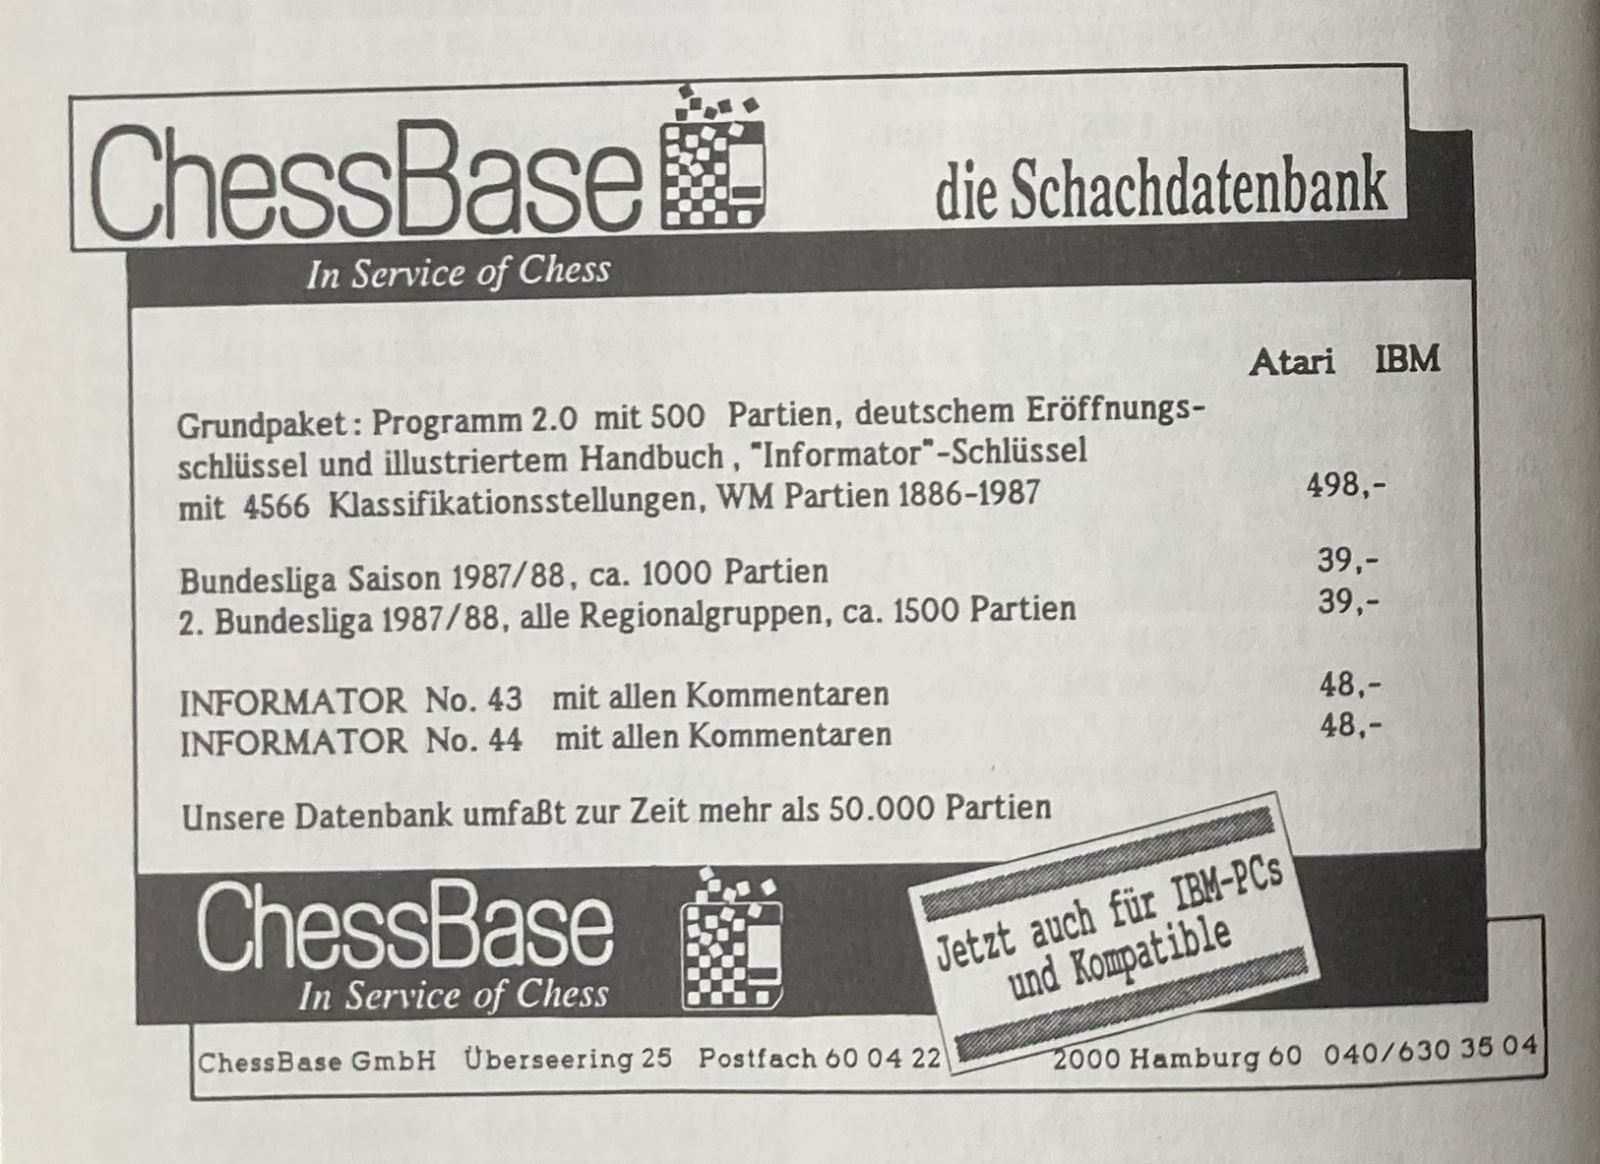 ChessBase die Schachdatenbank
In Service of Chess
Atari IBM
Grundpaket: Programm 2.0 mit 500 Partien, deutschem Eröffnungs-
schlüssel und illustriertem Handbuch, "Informator"-Schlüssel
mit 4566 Klassifikationsstellungen, WM Partien 1886-1987 498,-
Bundesliga Saison 1987/88, ca. 1000 Partien 39,-
2. Bundesliga 1987/88, alle Regionalgruppen, ca. 1500 Partien 39,-
INFORMATOR No. 43 mit allen Kommentaren 48,-
INFORMATOR No. 44 mit allen Kommentaren 48,-
Unsere Datenbank umfaßt zur Zeit mehr als 50.000 Partien
ChessBase
In Service of Chess
Jetzt auch für IBM-PCs
und Kompatible
ChessBase GmbH Überseering 25 Postfach 60 04 22 2000 Hamburg 60 040/630 35 04